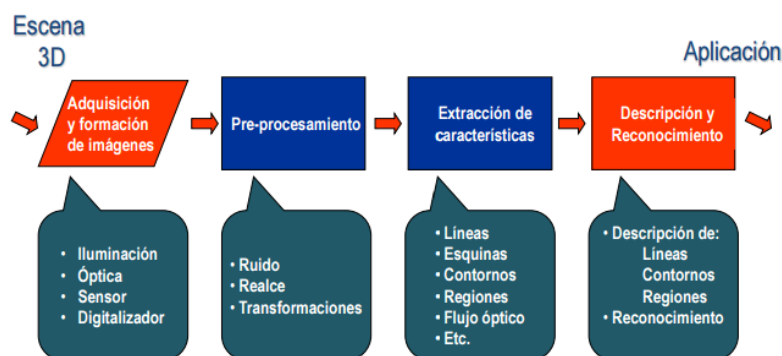 Escena
3D
Aplicación
Adquisición
y formación
de imágenes
Pre-procesamiento
Extracción de
características
Descripción y
Reconocimiento
• Iluminación
• Óptica
• Sensor
• Digitalizador
• Ruido
• Realce
• Transformaciones
• Líneas
• Esquinas
• Contornos
• Regiones
• Flujo óptico
• Etc.
• Descripción de:
Líneas
Contornos
Regiones
• Reconocimiento